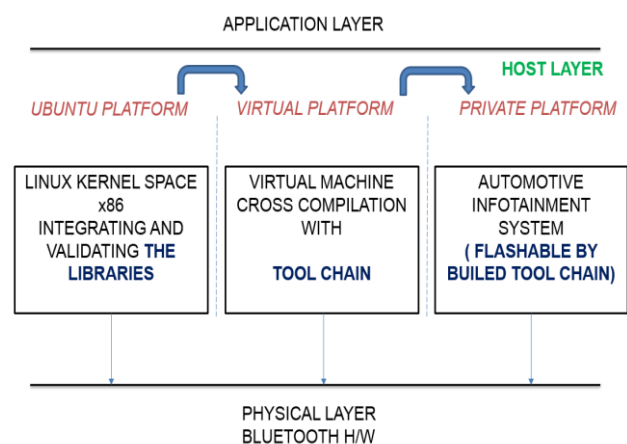 APPLICATION LAYER
HOST LAYER
UBUNTU PLATFORM
VIRTUAL PLATFORM
PRIVATE PLATFORM
LINUX KERNEL SPACE
x86
INTEGRATING AND
VALIDATING THE
LIBRARIES
VIRTUAL MACHINE
CROSS COMPILATION
WITH
TOOL CHAIN
AUTOMOTIVE
INFOTAINMENT
SYSTEM
( FLASHABLE BY
BUILED TOOL CHAIN)
PHYSICAL LAYER
BLUETOOTH H/W